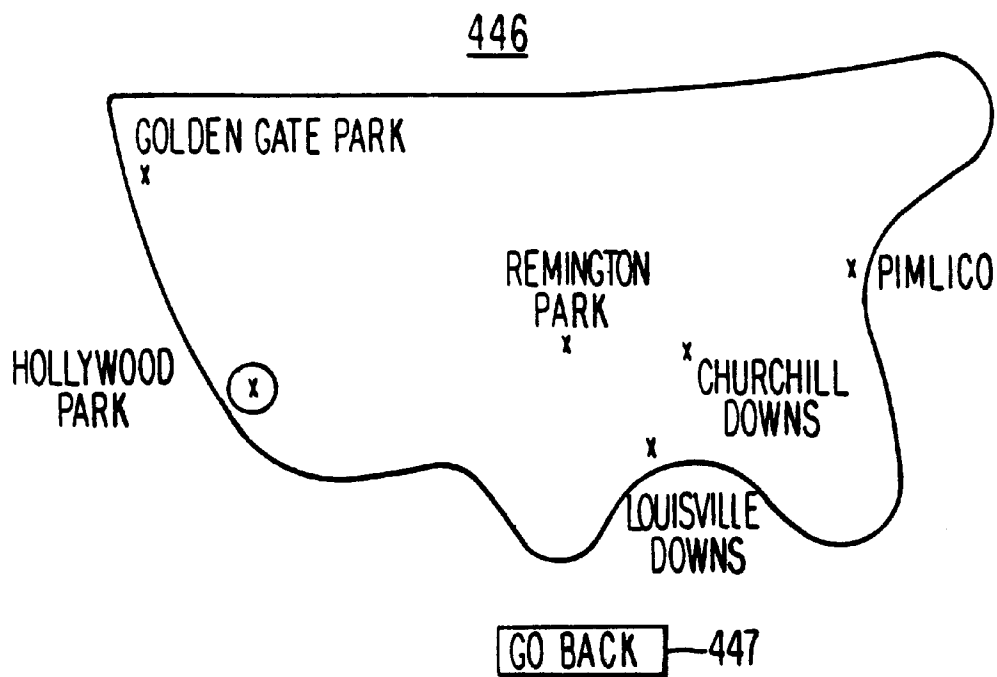 446
GOLDEN GATE PARK
x
REMINGTON
PARK
x
x PIMLICO
HOLLYWOOD
PARK
x
x
CHURCHILL
DOWNS
x
LOUISVILLE
DOWNS
GO BACK 447